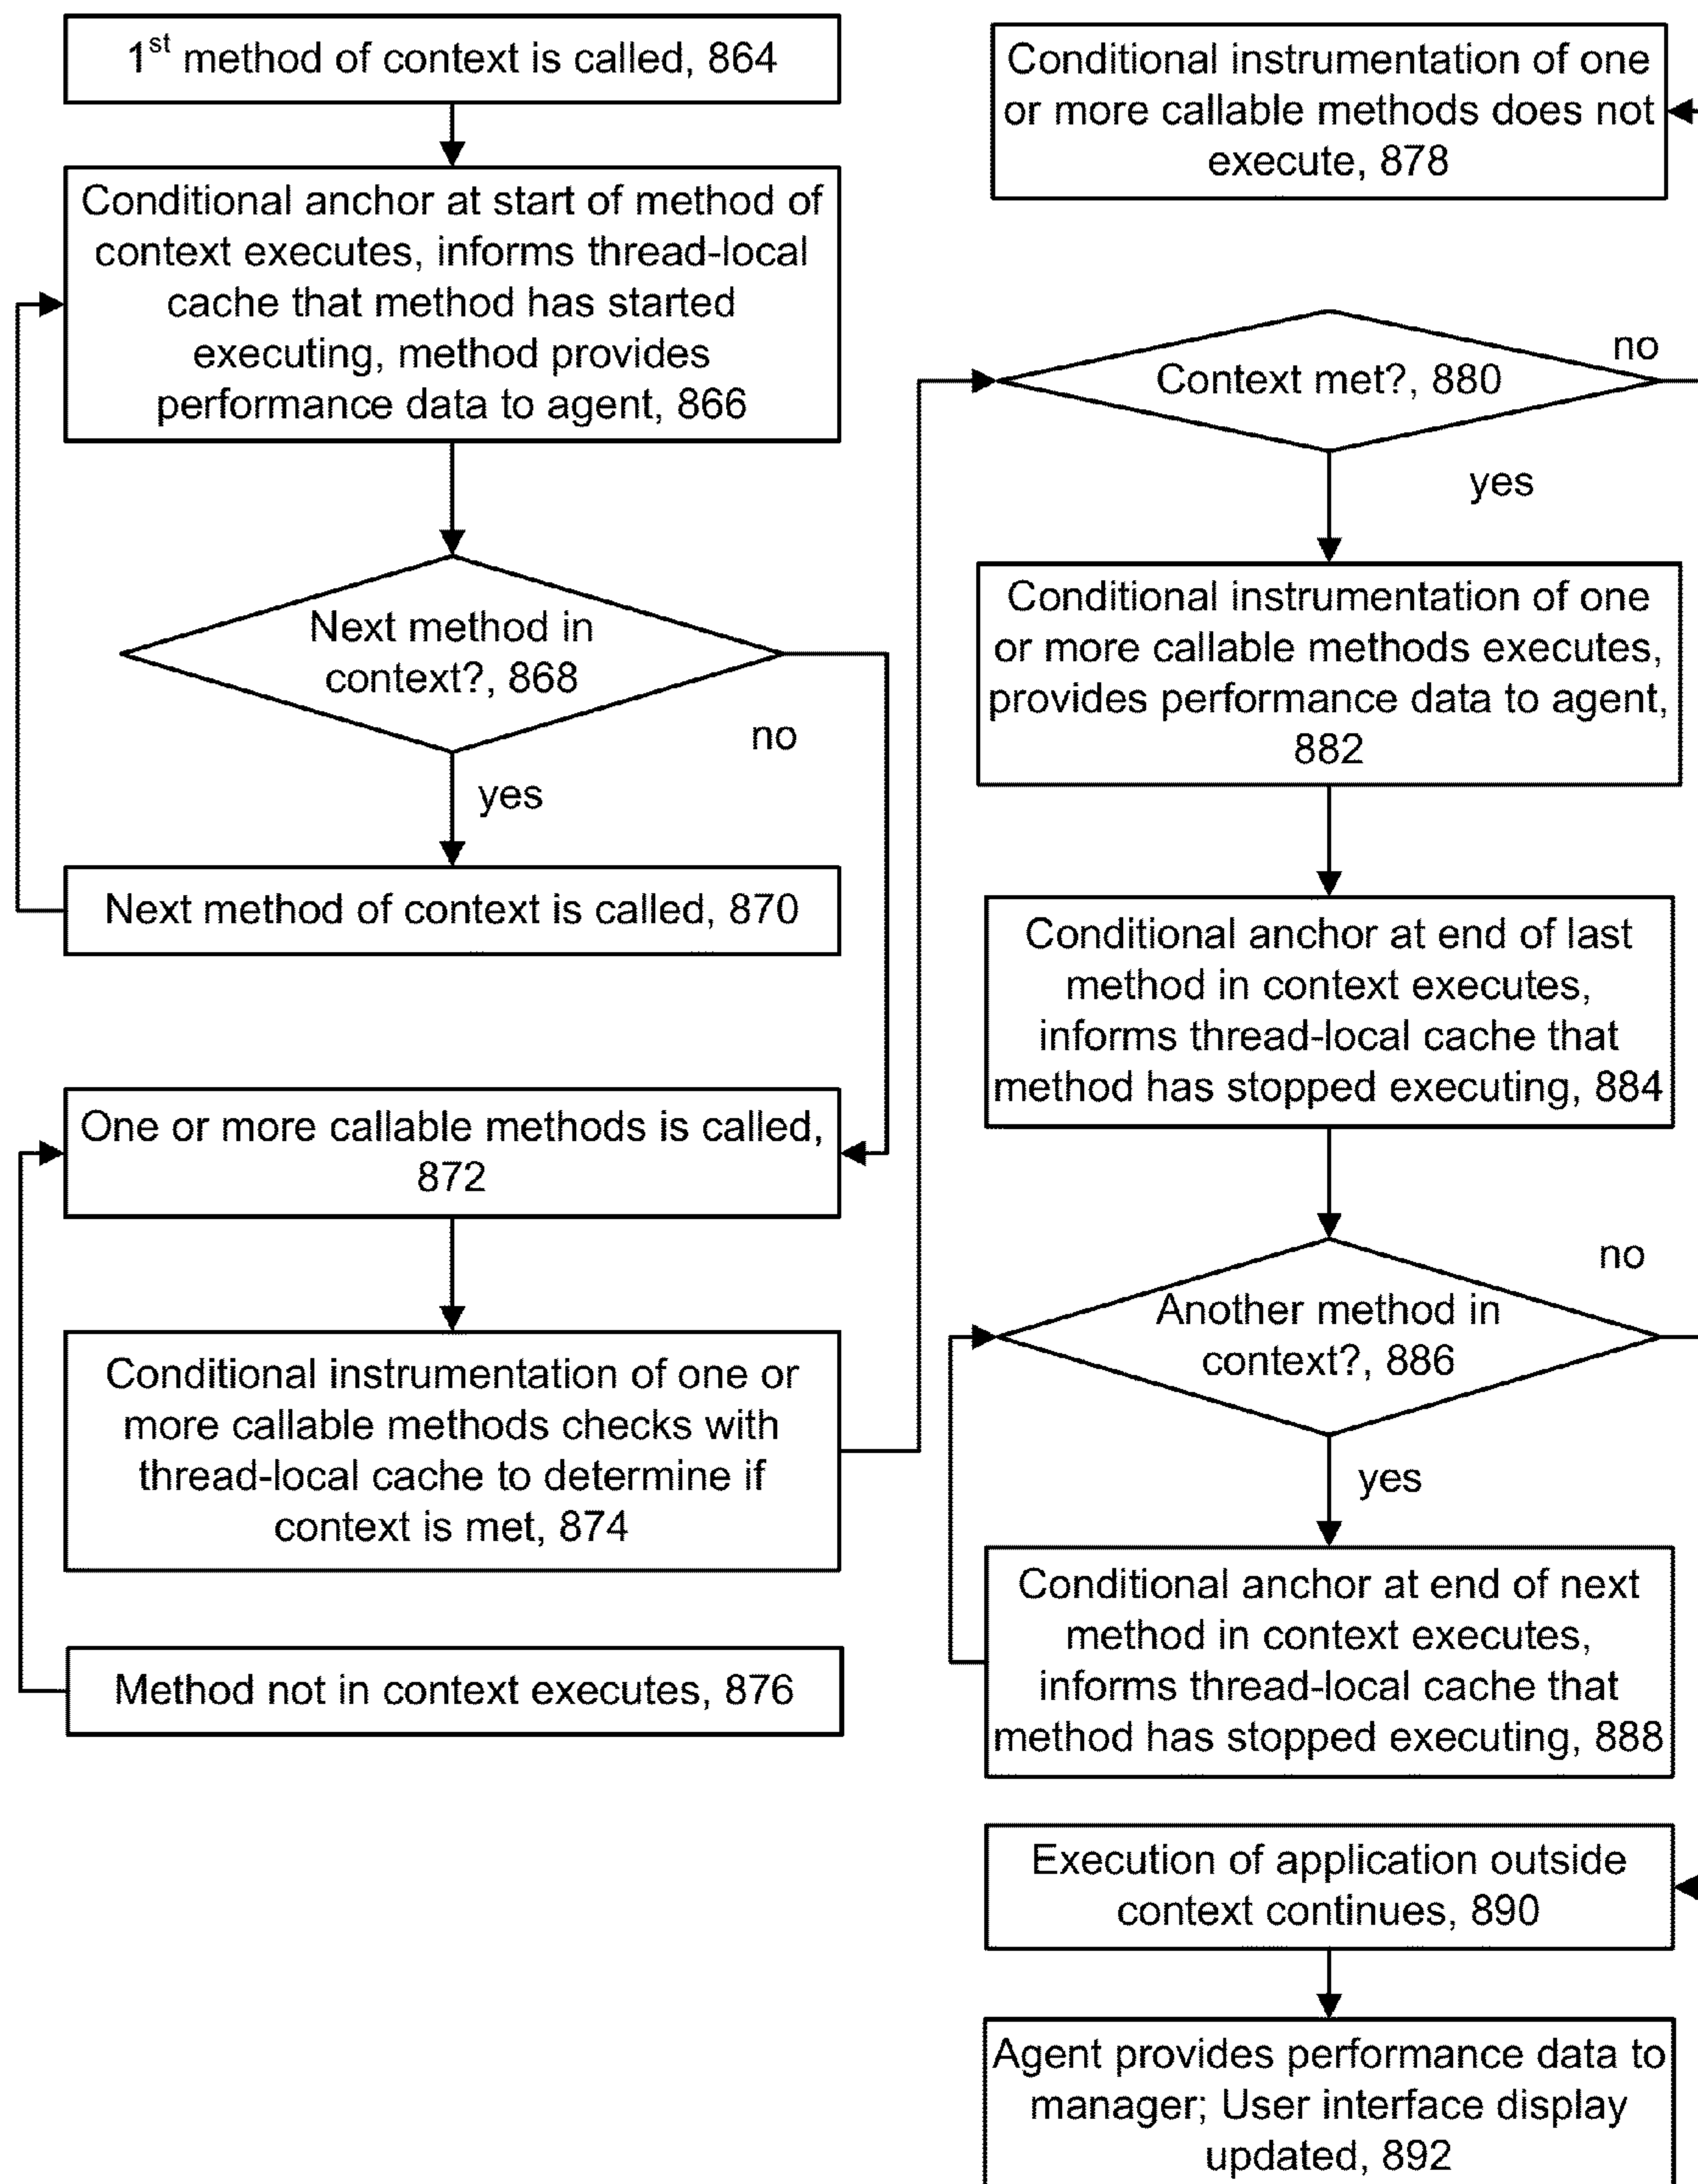 1st method of context is called, 864
Conditional anchor at start of method of
context executes, informs thread-local
cache that method has started
executing, method provides
performance data to agent, 866
Next method in
context?, 868
no
yes
Next method of context is called, 870
One or more callable methods is called,
872
Conditional instrumentation of one or
more callable methods checks with
thread-local cache to determine if
context is met, 874
Method not in context executes, 876
Conditional instrumentation of one
or more callable methods does not
execute, 878
no
Context met?, 880
yes
Conditional instrumentation of one
or more callable methods executes,
provides performance data to agent,
882
Conditional anchor at end of last
method in context executes,
informs thread-local cache that
method has stopped executing, 884
no
Another method in
context?, 886
yes
Conditional anchor at end of next
method in context executes,
informs thread-local cache that
method has stopped executing, 888
Execution of application outside
context continues, 890
Agent provides performance data to
manager; User interface display
updated, 892